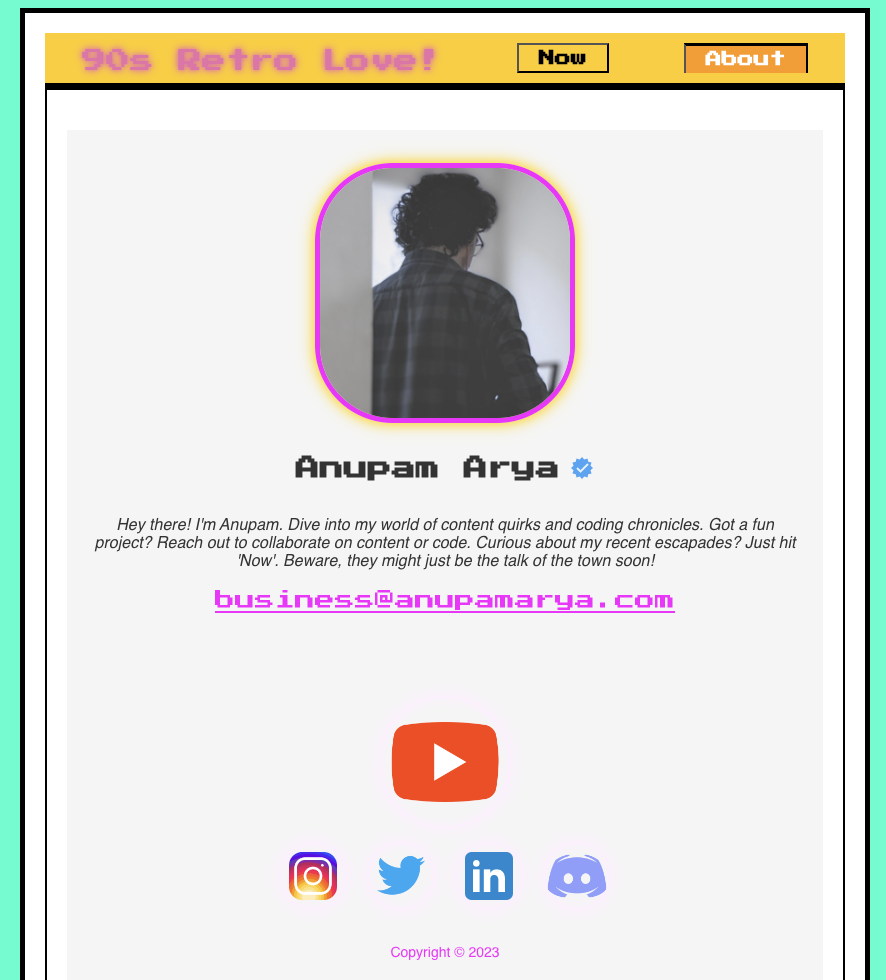 90s Retro Love!
Now
About
Anupam Arya
Hey there! I'm Anupam. Dive into my world of content quirks and coding chronicles. Got a fun
project? Reach out to collaborate on content or code. Curious about my recent escapades? Just hit
'Now'. Beware, they might just be the talk of the town soon!
business@anupamarya.com
in
Copyright © 2023